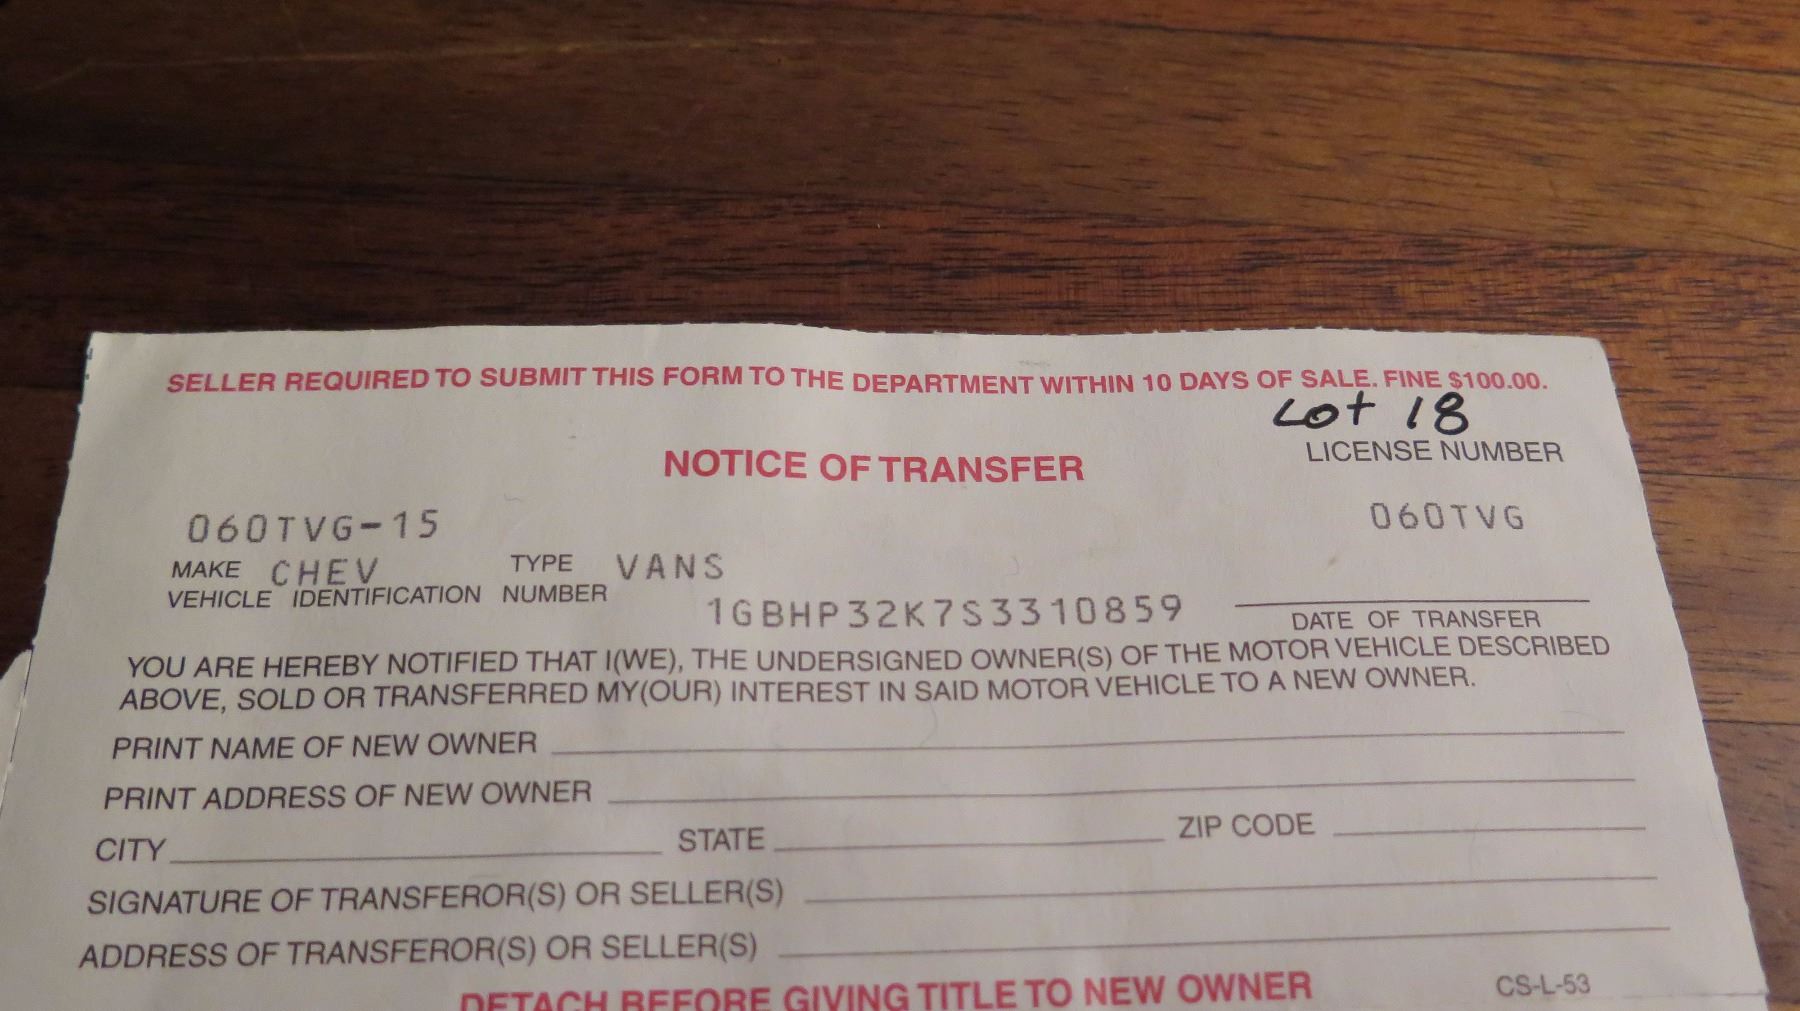 SELLER REQUIRED TO SUBMIT THIS FORM TO THE DEPARTMENT WITHIN 10 DAYS OF SALE. FINE $100.00.
Lot 18
NOTICE OF TRANSFER
LICENSE NUMBER
060TVG-15
060TVG
MAKE CHEV TYPE VANS
VEHICLE IDENTIFICATION NUMBER 1GBHP32K7S3310859
DATE OF TRANSFER
YOU ARE HEREBY NOTIFIED THAT I(WE), THE UNDERSIGNED OWNER(S) OF THE MOTOR VEHICLE DESCRIBED
ABOVE, SOLD OR TRANSFERRED MY(OUR) INTEREST IN SAID MOTOR VEHICLE TO A NEW OWNER.
PRINT NAME OF NEW OWNER
PRINT ADDRESS OF NEW OWNER
CITY STATE ZIP CODE
SIGNATURE OF TRANSFEROR(S) OR SELLER(S)
ADDRESS OF TRANSFEROR(S) OR SELLER(S)
DETACH BEFORE GIVING TITLE TO NEW OWNER
CS-L-53